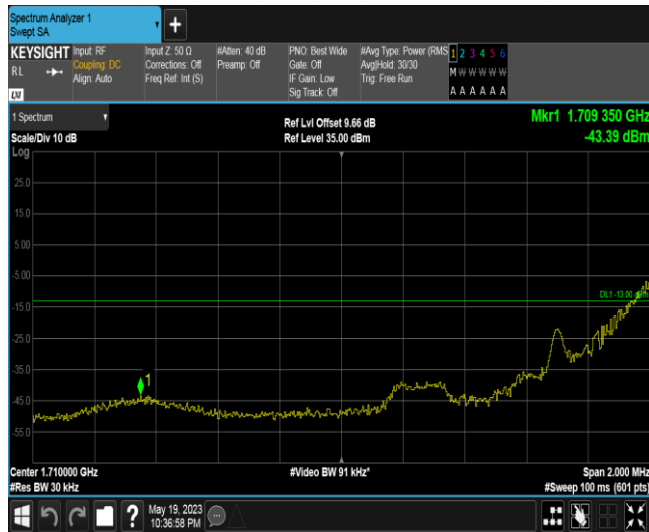 Spectrum Analyzer 1
Swept SA
+
KEYSIGHT
RL
LXI
Input: RF
Coupling: DC
Align: Auto
Input Z: 50 Ω
Corrections: Off
Freq Ref: Int (S)
#Atten: 40 dB
Preamp: Off
PNO: Best Wide
Gate: Off
IF Gain: Low
Sig Track: Off
#Avg Type: Power (RMS
Avg|Hold: 30/30
Trig: Free Run
1 2 3 4 5 6
M W W W W W
A A A A A A
1 Spectrum
Scale/Div 10 dB
Log
Ref Lvl Offset 9.66 dB
Ref Level 35.00 dBm
Mkr1 1.709 350 GHz
-43.39 dBm
25.0
15.0
5.00
-5.00
DL1 -13.00 dBm
-15.0
-25.0
-35.0
1
-45.0
-55.0
Center 1.710000 GHz
#Res BW 30 kHz
#Video BW 91 kHz*
Span 2.000 MHz
#Sweep 100 ms (601 pts)
?
May 19, 2023
10:36:58 PM